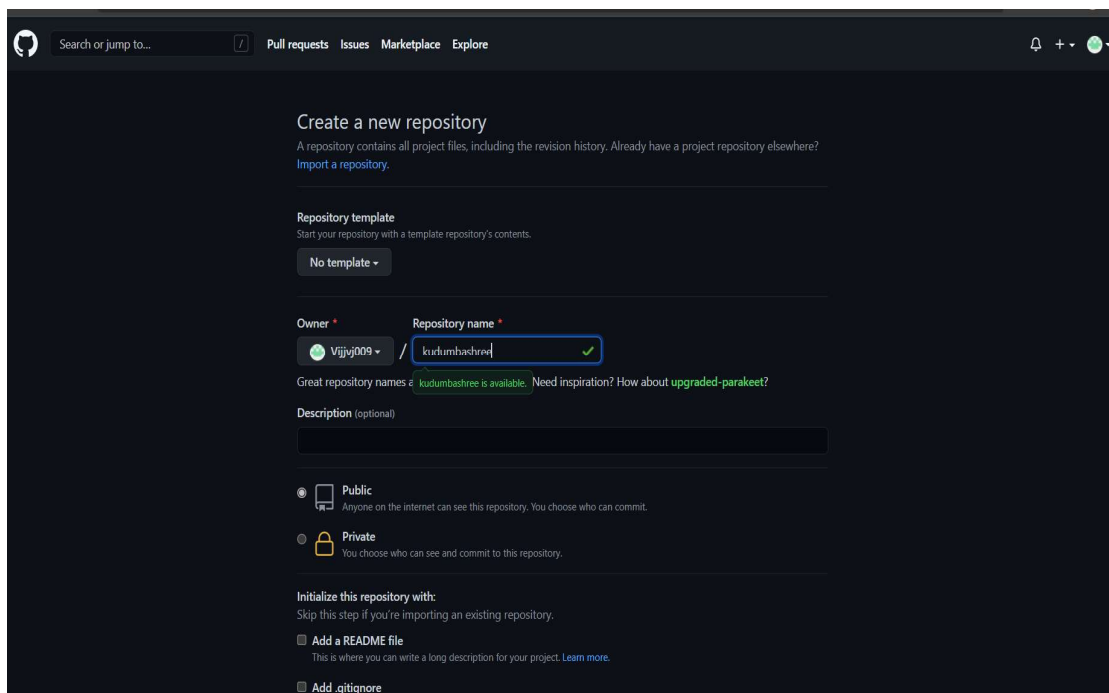 Search or jump to... /
Pull requests Issues Marketplace Explore
Create a new repository
A repository contains all project files, including the revision history. Already have a project repository elsewhere?
Import a repository.
Repository template
Start your repository with a template repository's contents.
No template
Owner * Repository name *
Vijjvj009 / kudumbashree
Great repository names a kudumbashree is available. Need inspiration? How about upgraded-parakeet?
Description (optional)
Public
Anyone on the internet can see this repository. You choose who can commit.
Private
You choose who can see and commit to this repository.
Initialize this repository with:
Skip this step if you're importing an existing repository.
Add a README file
This is where you can write a long description for your project. Learn more.
Add .gitignore